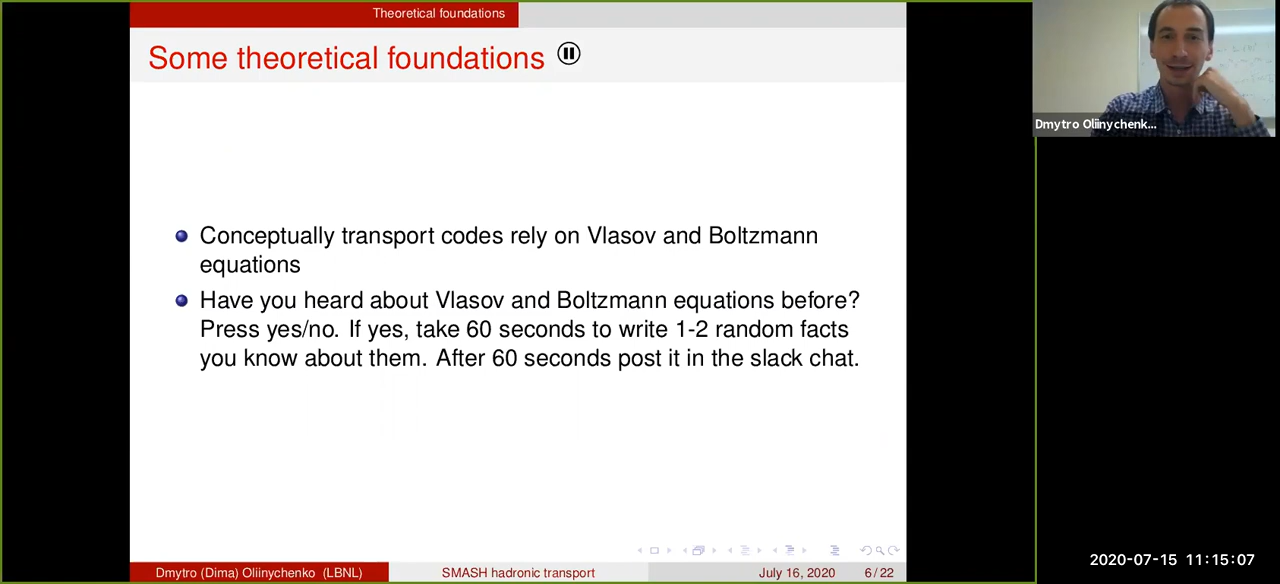 Theoretical foundations
Some theoretical foundations
Conceptually transport codes rely on Vlasov and Boltzmann
equations
Have you heard about Vlasov and Boltzmann equations before?
Press yes/no. If yes, take 60 seconds to write 1-2 random facts
you know about them. After 60 seconds post it in the slack chat.
Dmytro (Dima) Oliinychenko (LBNL)
SMASH hadronic transport
July 16, 2020
6/22
Dmytro Oliinychenk...
2020-07-15 11:15:07